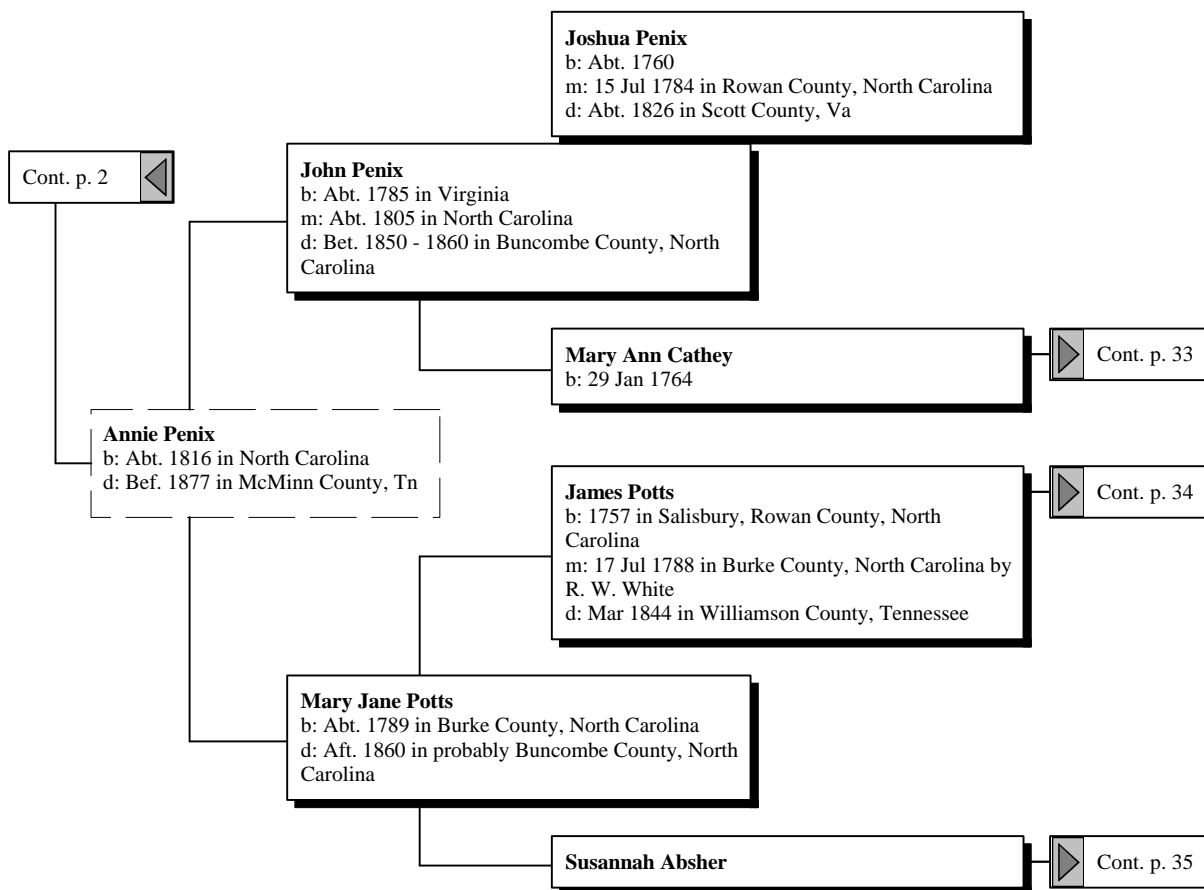 Joshua Penix
b: Abt. 1760
m: 15 Jul 1784 in Rowan County, North Carolina
d: Abt. 1826 in Scott County, Va
Cont. p. 2
John Penix
b: Abt. 1785 in Virginia
m: Abt. 1805 in North Carolina
d: Bet. 1850 - 1860 in Buncombe County, North
Carolina
Mary Ann Cathey
b: 29 Jan 1764
Cont. p. 33
Annie Penix
b: Abt. 1816 in North Carolina
d: Bef. 1877 in McMinn County, Tn
James Potts
b: 1757 in Salisbury, Rowan County, North
Carolina
m: 17 Jul 1788 in Burke County, North Carolina by
R. W. White
d: Mar 1844 in Williamson County, Tennessee
Cont. p. 34
Mary Jane Potts
b: Abt. 1789 in Burke County, North Carolina
d: Aft. 1860 in probably Buncombe County, North
Carolina
Susannah Absher
Cont. p. 35